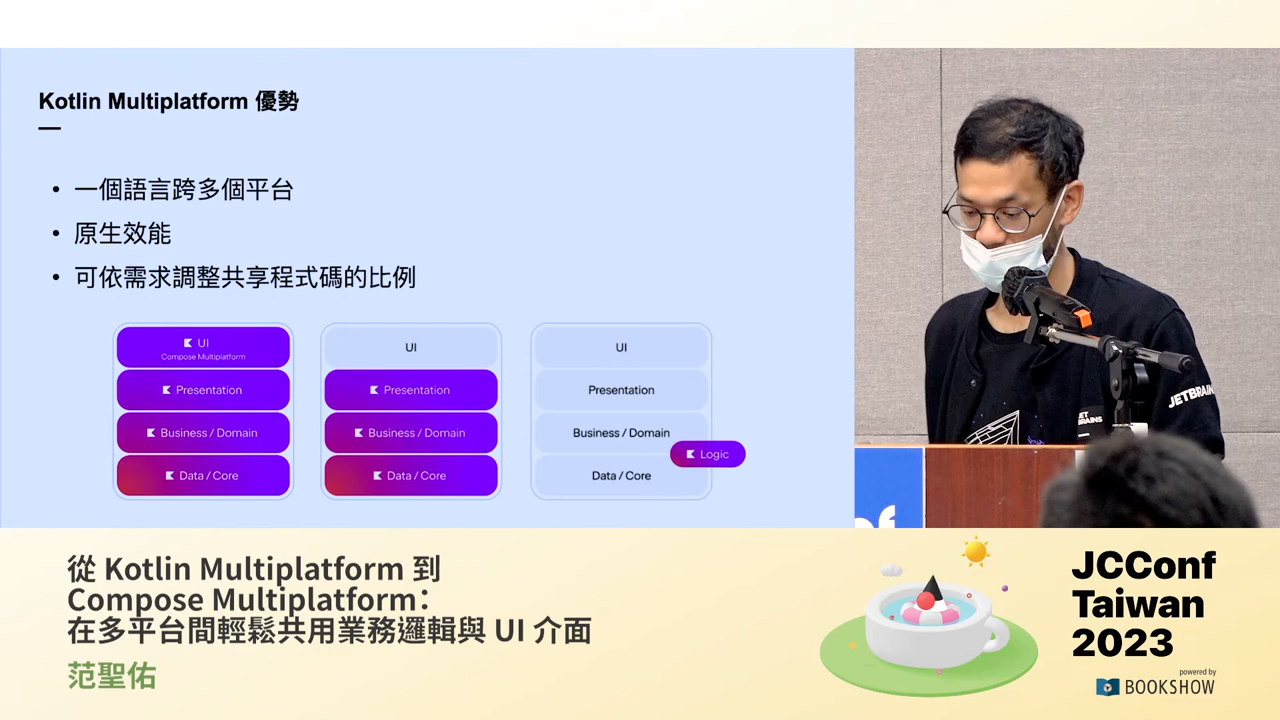 Kotlin Multiplatform 優勢
• 一個語言跨多個平台
• 原生效能
• 可依需求調整共享程式碼的比例
UI
Compose Multiplatform
Presentation
Business / Domain
Data / Core
UI
Presentation
Business / Domain
Data / Core
UI
Presentation
Business / Domain
Logic
Data / Core
JETBRAINS
從 Kotlin Multiplatform 到
Compose Multiplatform：
在多平台間輕鬆共用業務邏輯與 UI 介面
范聖佑
JCConf
Taiwan
2023
powered by
BOOKSHOW